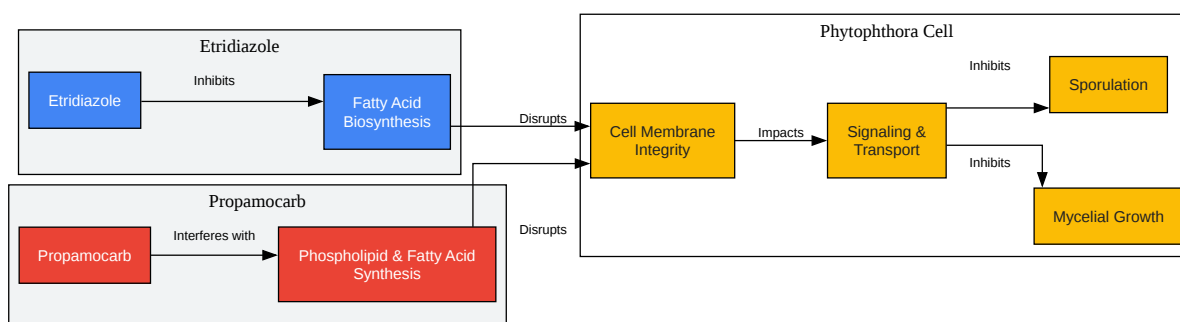 Etridiazole
Etridiazole
Inhibits
Fatty Acid
Biosynthesis
Disrupts
Propamocarb
Propamocarb
Interferes with
Phospholipid & Fatty Acid
Synthesis
Disrupts
Phytophthora Cell
Cell Membrane
Integrity
Impacts
Signaling &
Transport
Inhibits
Sporulation
Inhibits
Mycelial Growth